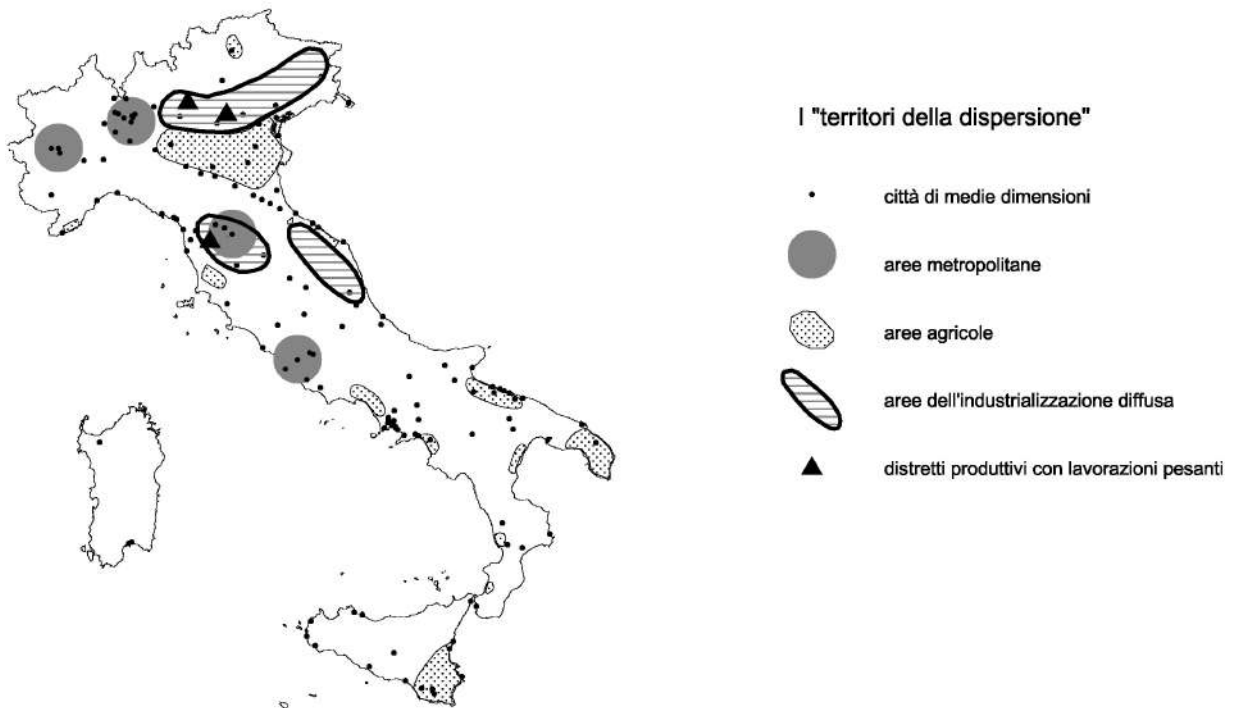 I "territori della dispersione"
città di medie dimensioni
aree metropolitane
aree agricole
aree dell'industrializzazione diffusa
distretti produttivi con lavorazioni pesanti